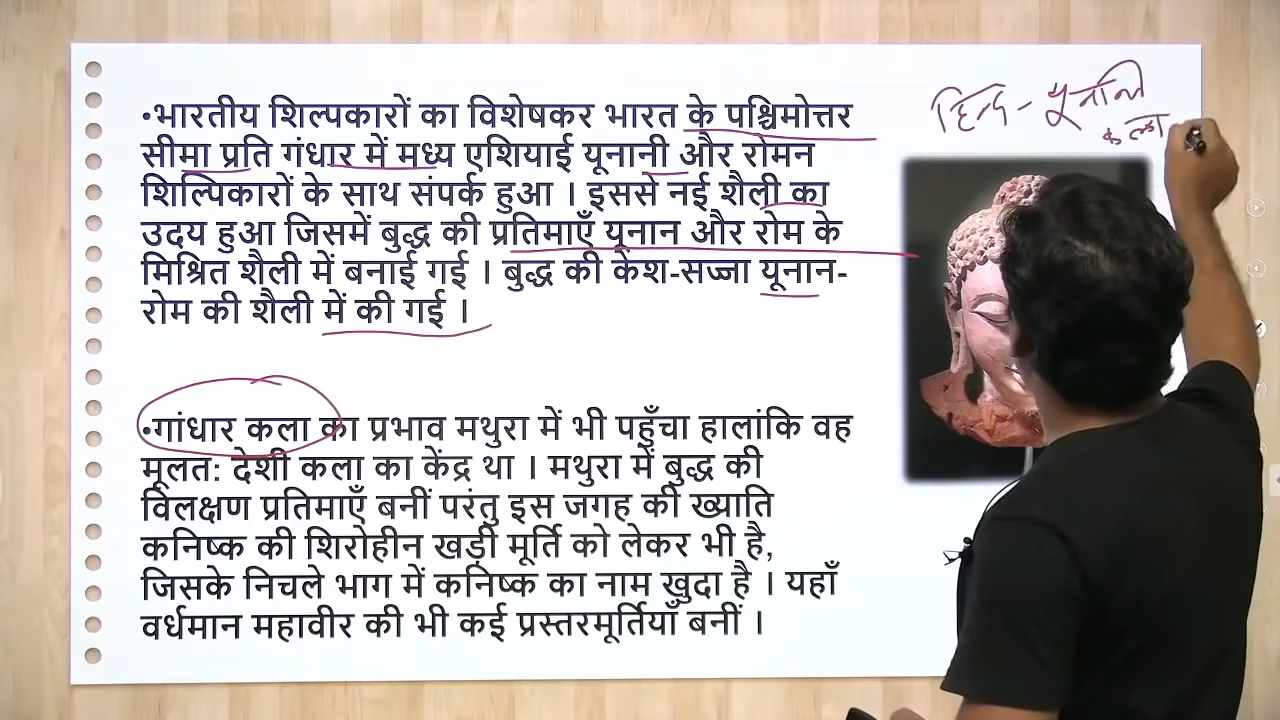 •भारतीय शिल्पकारों का विशेषकर भारत के पश्चिमोत्तर
सीमा प्रति गंधार में मध्य एशियाई यूनानी और रोमन
शिल्पिकारों के साथ संपर्क हुआ । इससे नई शैली का
उदय हुआ जिसमें बुद्ध की प्रतिमाएँ यूनान और रोम के
मिश्रित शैली में बनाई गई । बुद्ध की केश-सज्जा यूनान-
रोम की शैली में की गई ।
•गांधार कला का प्रभाव मथुरा में भी पहुँचा हालांकि वह
मूलत: देशी कला का केंद्र था । मथुरा में बुद्ध की
विलक्षण प्रतिमाएँ बनीं परंतु इस जगह की ख्याति
कनिष्क की शिरोहीन खड़ी मूर्ति को लेकर भी है,
जिसके निचले भाग में कनिष्क का नाम खुदा है । यहाँ
वर्धमान महावीर की भी कई प्रस्तरमूर्तियाँ बनीं ।
हिन्द - यूनानी